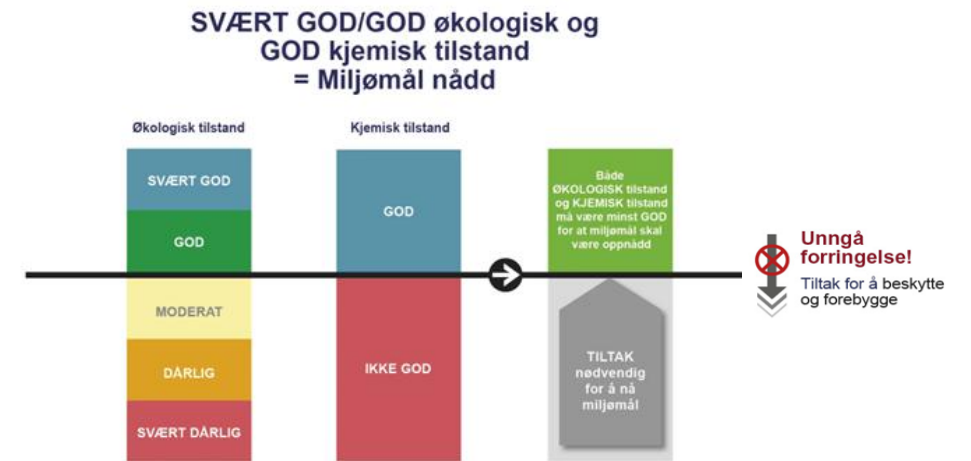 SVÆRT GOD/GOD økologisk og
GOD kjemisk tilstand
= Miljømål nådd
Økologisk tilstand
SVÆRT GOD
GOD
MODERAT
DÅRLIG
SVÆRT DÅRLIG
Kjemisk tilstand
GOD
IKKE GOD
Både
ØKOLOGISK tilstand
og KJEMISK tilstand
må være minst GOD
for at miljømål skal
være oppnådd
TILTAK
nødvendig
for å nå
miljømål
Unngå
forringelse!
Tiltak for å beskytte
og forebygge